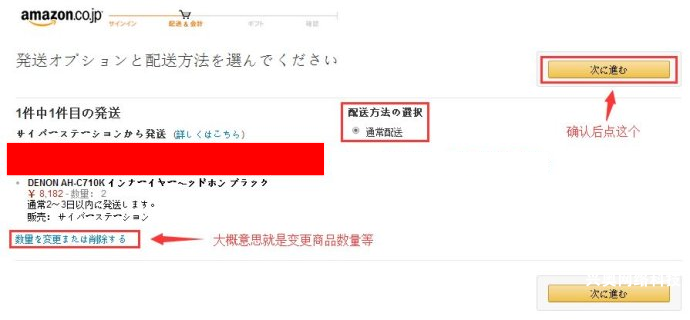 amazon.co.jp
サインイン 配送 & 会計 ギフト 確認
発送オプションと配送方法を選んでください
次に進む
确认后点这个
1件中1件目の発送
配送方法の選択
サイバーステーションから発送 (詳しくはこちら)
通常配送
DENON AH-C710K インナーイヤーヘッドホン ブラック
¥ 8,182 - 数量: 2
通常2~3日以内に発送します。
販売: サイバーステーション
数量を変更または削除する
大概意思就是变更商品数量等
次に進む